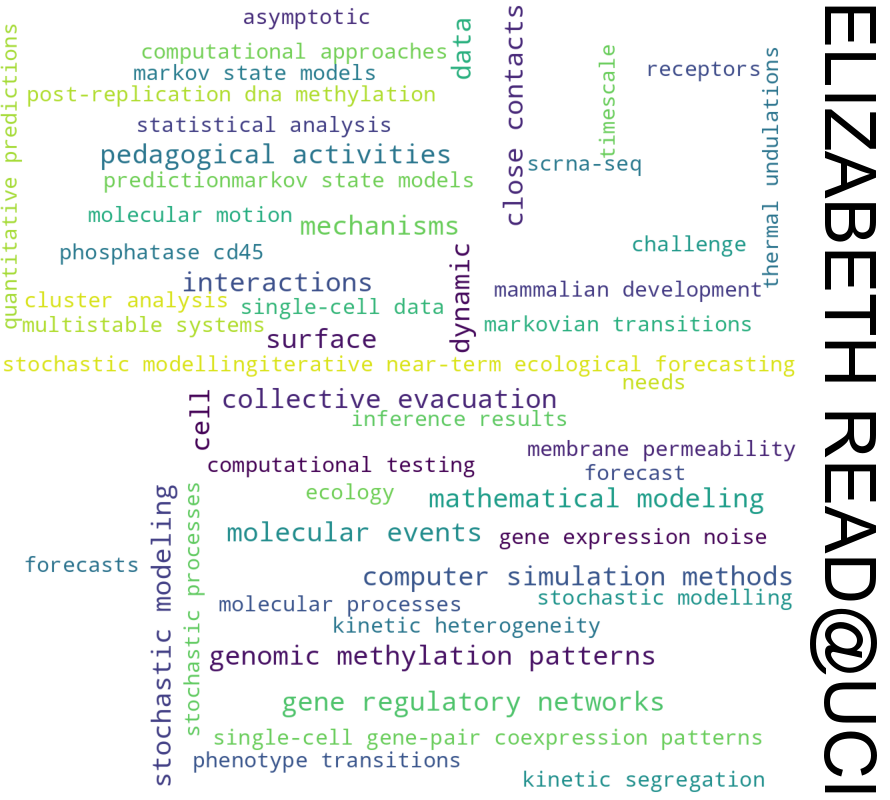 asymptotic
computational approaches
markov state models
post-replication dna methylation
statistical analysis
pedagogical activities
predictionmarkov state models
molecular motion
mechanisms
phosphatase cd45
interactions
cluster analysis
single-cell data
multistable systems
surface
quantitative predictions
data
close contacts
timescale
receptors
thermal undulations
scrna-seq
challenge
dynamic
mammalian development
markovian transitions
stochastic modellingiterative near-term ecological forecasting
needs
cell
collective evacuation
inference results
membrane permeability
computational testing
forecast
ecology
mathematical modeling
molecular events
gene expression noise
forecasts
stochastic modeling
stochastic processes
computer simulation methods
molecular processes
stochastic modelling
kinetic heterogeneity
genomic methylation patterns
gene regulatory networks
single-cell gene-pair coexpression patterns
phenotype transitions
kinetic segregation
ELIZABETH READ@UCI